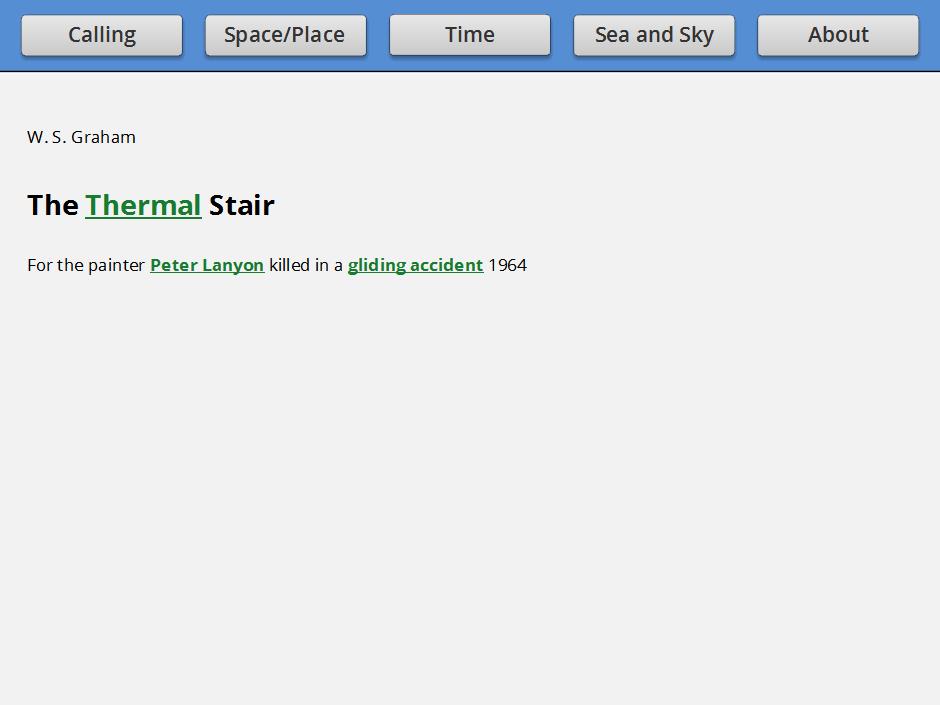 Calling
Space/Place
Time
Sea and Sky
About
W. S. Graham
The Thermal Stair
For the painter Peter Lanyon killed in a gliding accident 1964